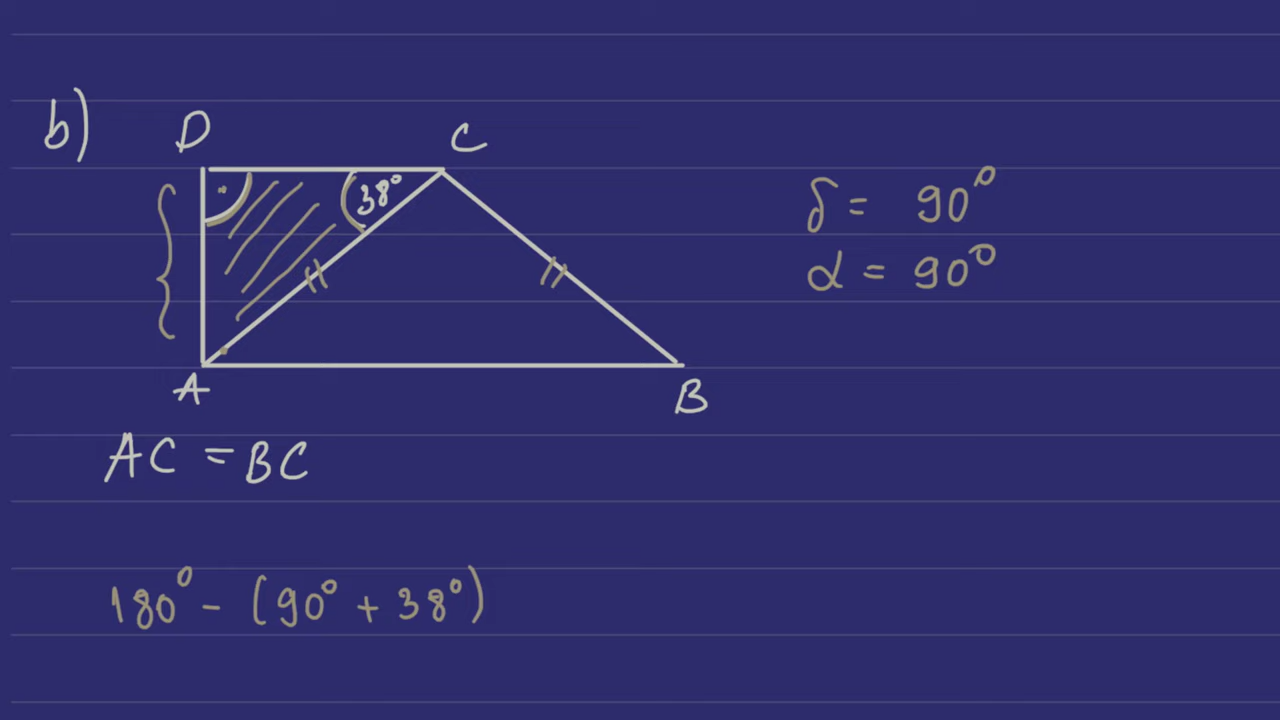 b)
D
C
38°
δ = 90°
α = 90°
A
B
AC = BC
180° - (90° + 38°)